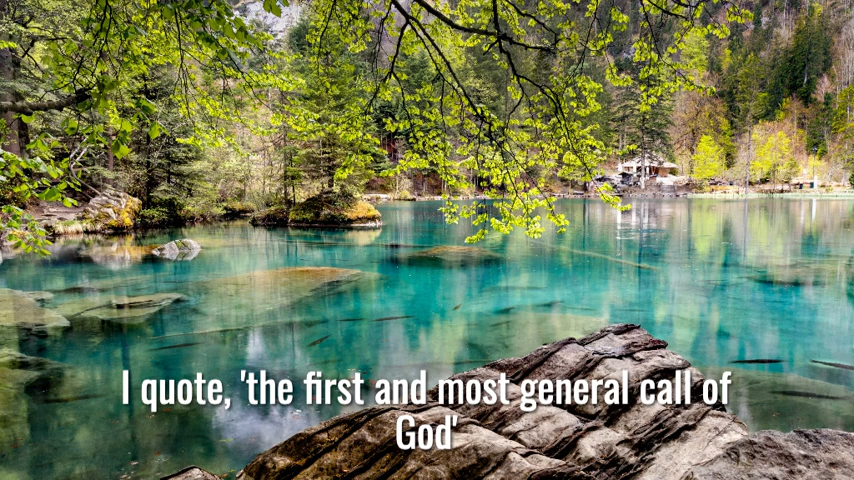 I quote, 'the first and most general call of
God'